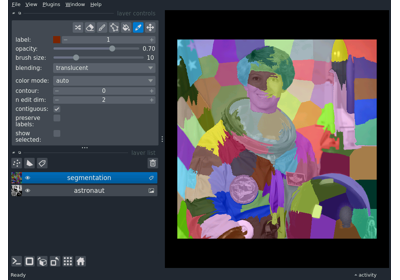 File View Plugins Window Help
layer controls
label: 1
opacity: 0.70
brush size: 10
blending: translucent
color mode: auto
contour: 0
n edit dim: 2
contiguous:
preserve
labels:
show
selected:
layer list
segmentation
astronaut
Ready
activity